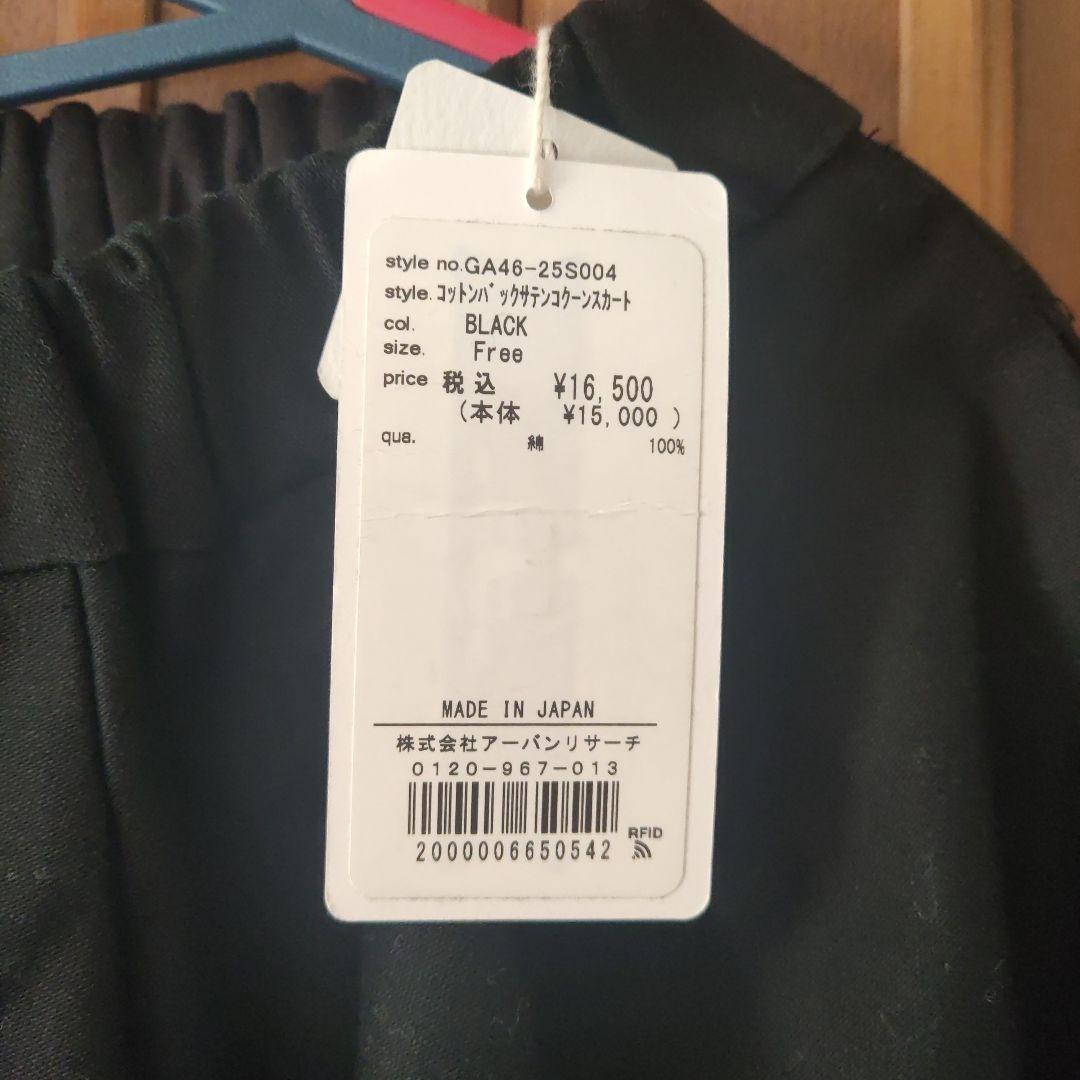 style no.GA46-25S004
style.ｺｯﾄﾝﾊﾞｯｸｻﾃﾝｺｸｰﾝｽｶｰﾄ
col. BLACK
size. Free
price 税込 ¥16,500
(本体 ¥15,000 )
qua. 綿 100%
MADE IN JAPAN
株式会社アーバンリサーチ
0120-967-013
RFID
2000006650542